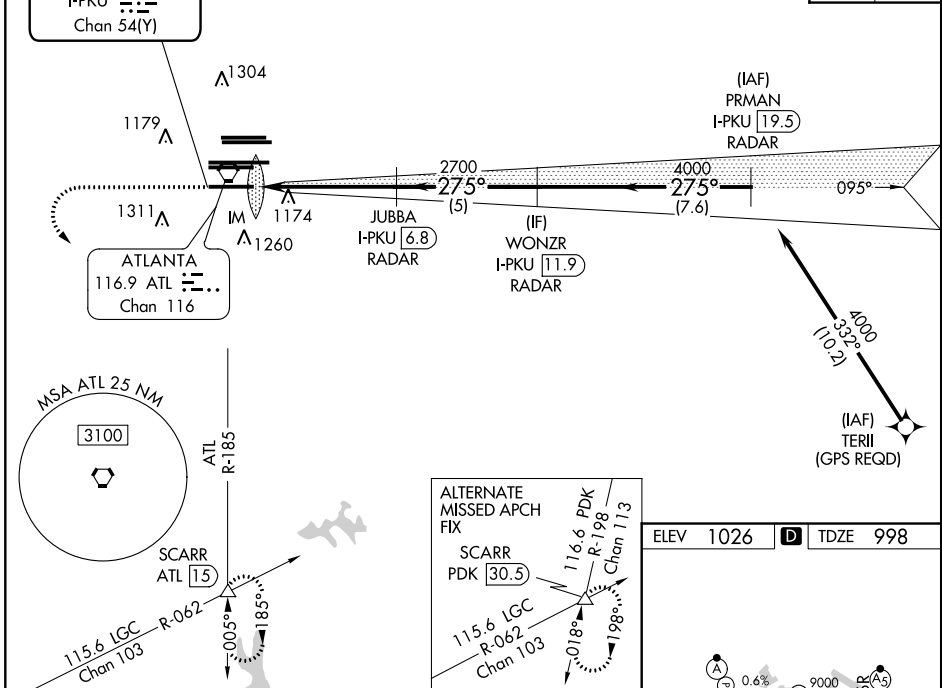 I-PKU
Chan 54(Y)
1304
1179
1311
IM
1174
1260
(IAF)
PRMAN
I-PKU 19.5
RADAR
2700
275°
(5)
4000
275°
(7.6)
095°
JUBBA
I-PKU 6.8
RADAR
(IF)
WONZR
I-PKU 11.9
RADAR
ATLANTA
116.9 ATL
Chan 116
4000
332°
(10.2)
(IAF)
TERII
(GPS REQD)
MSA ATL 25 NM
3100
ATL
R-185
SCARR
ATL 15
115.6 LGC
Chan 103
R-062
005°
185°
ALTERNATE
MISSED APCH
FIX
SCARR
PDK 30.5
116.6 PDK
R-198
Chan 113
115.6 LGC
R-062
Chan 103
018°
198°
ELEV 1026
D
TDZE 998
A
P
0.6%
9000
A5